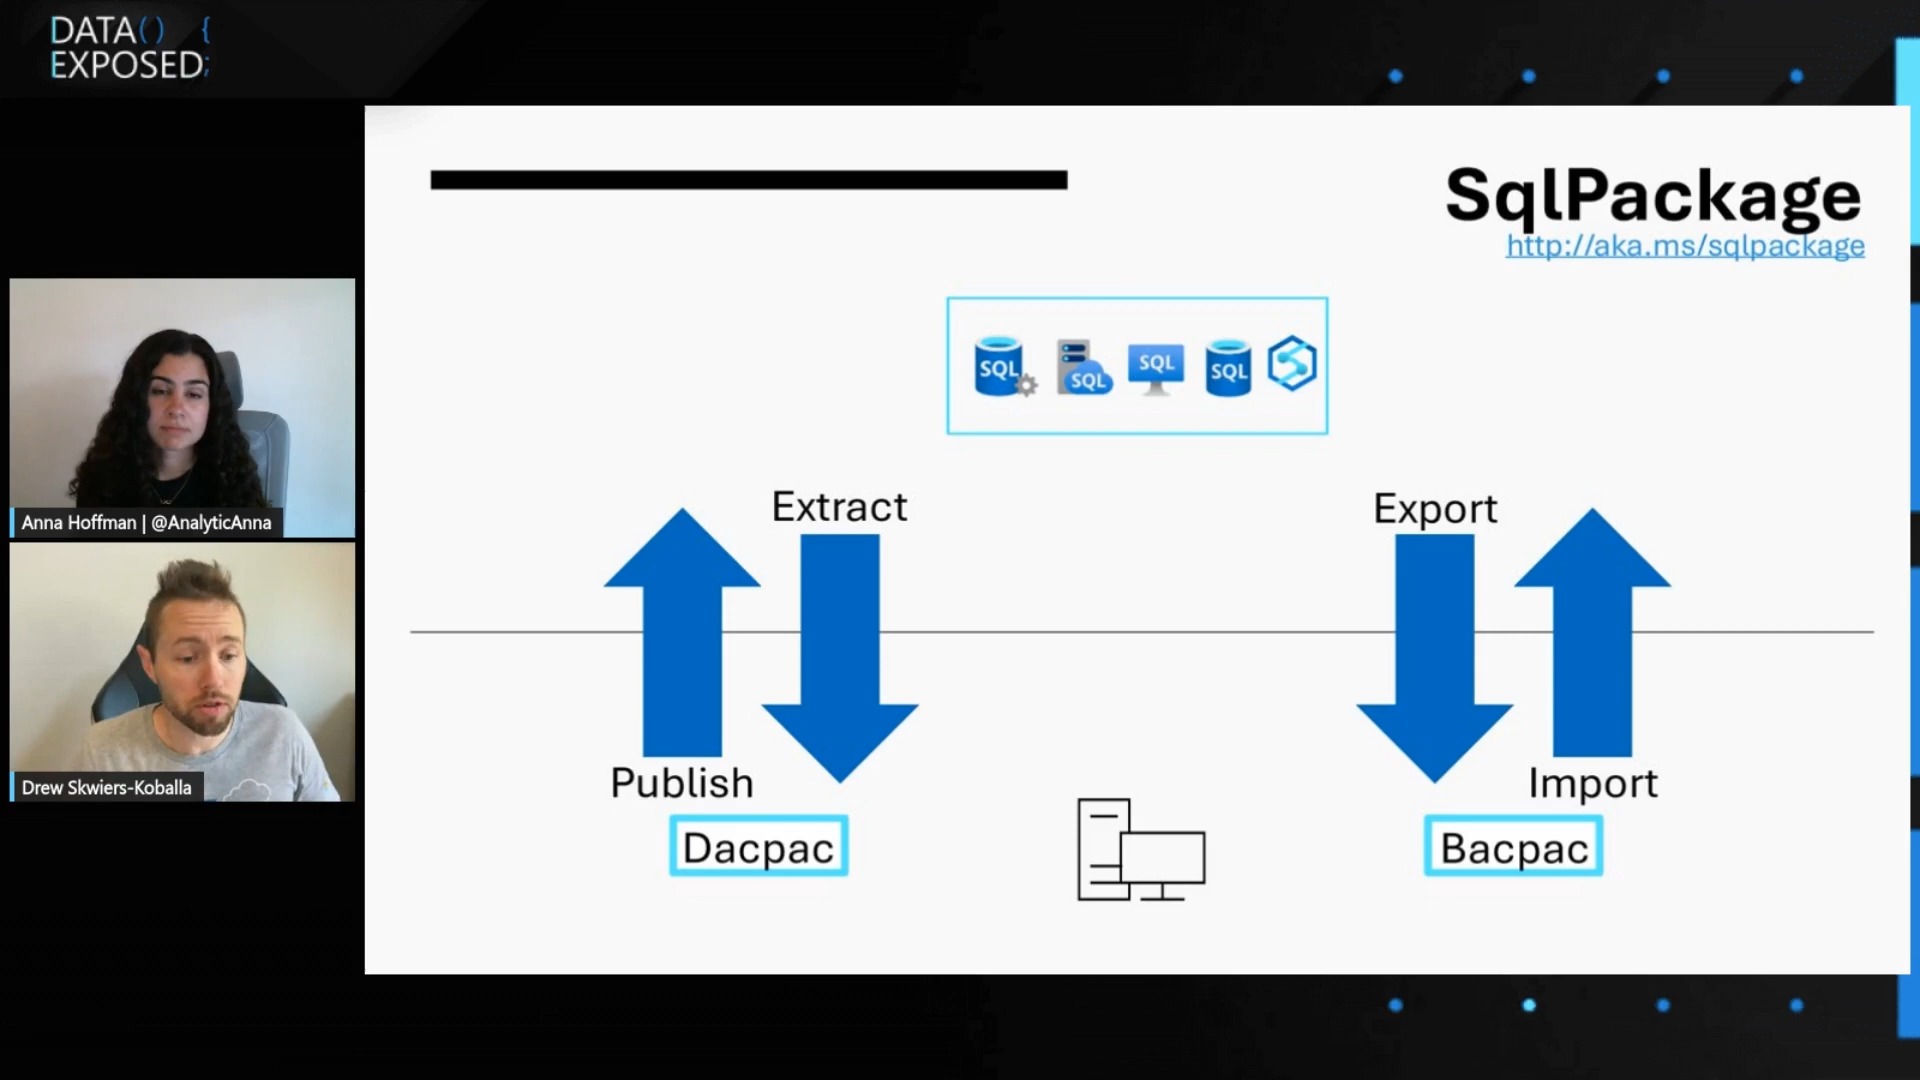 DATA() {
EXPOSED;
SqlPackage
http://aka.ms/sqlpackage
SQL
SQL
SQL
SQL
Extract
Export
Anna Hoffman | @AnalyticAnna
Publish
Import
Drew Skwiers-Koballa
Dacpac
Bacpac